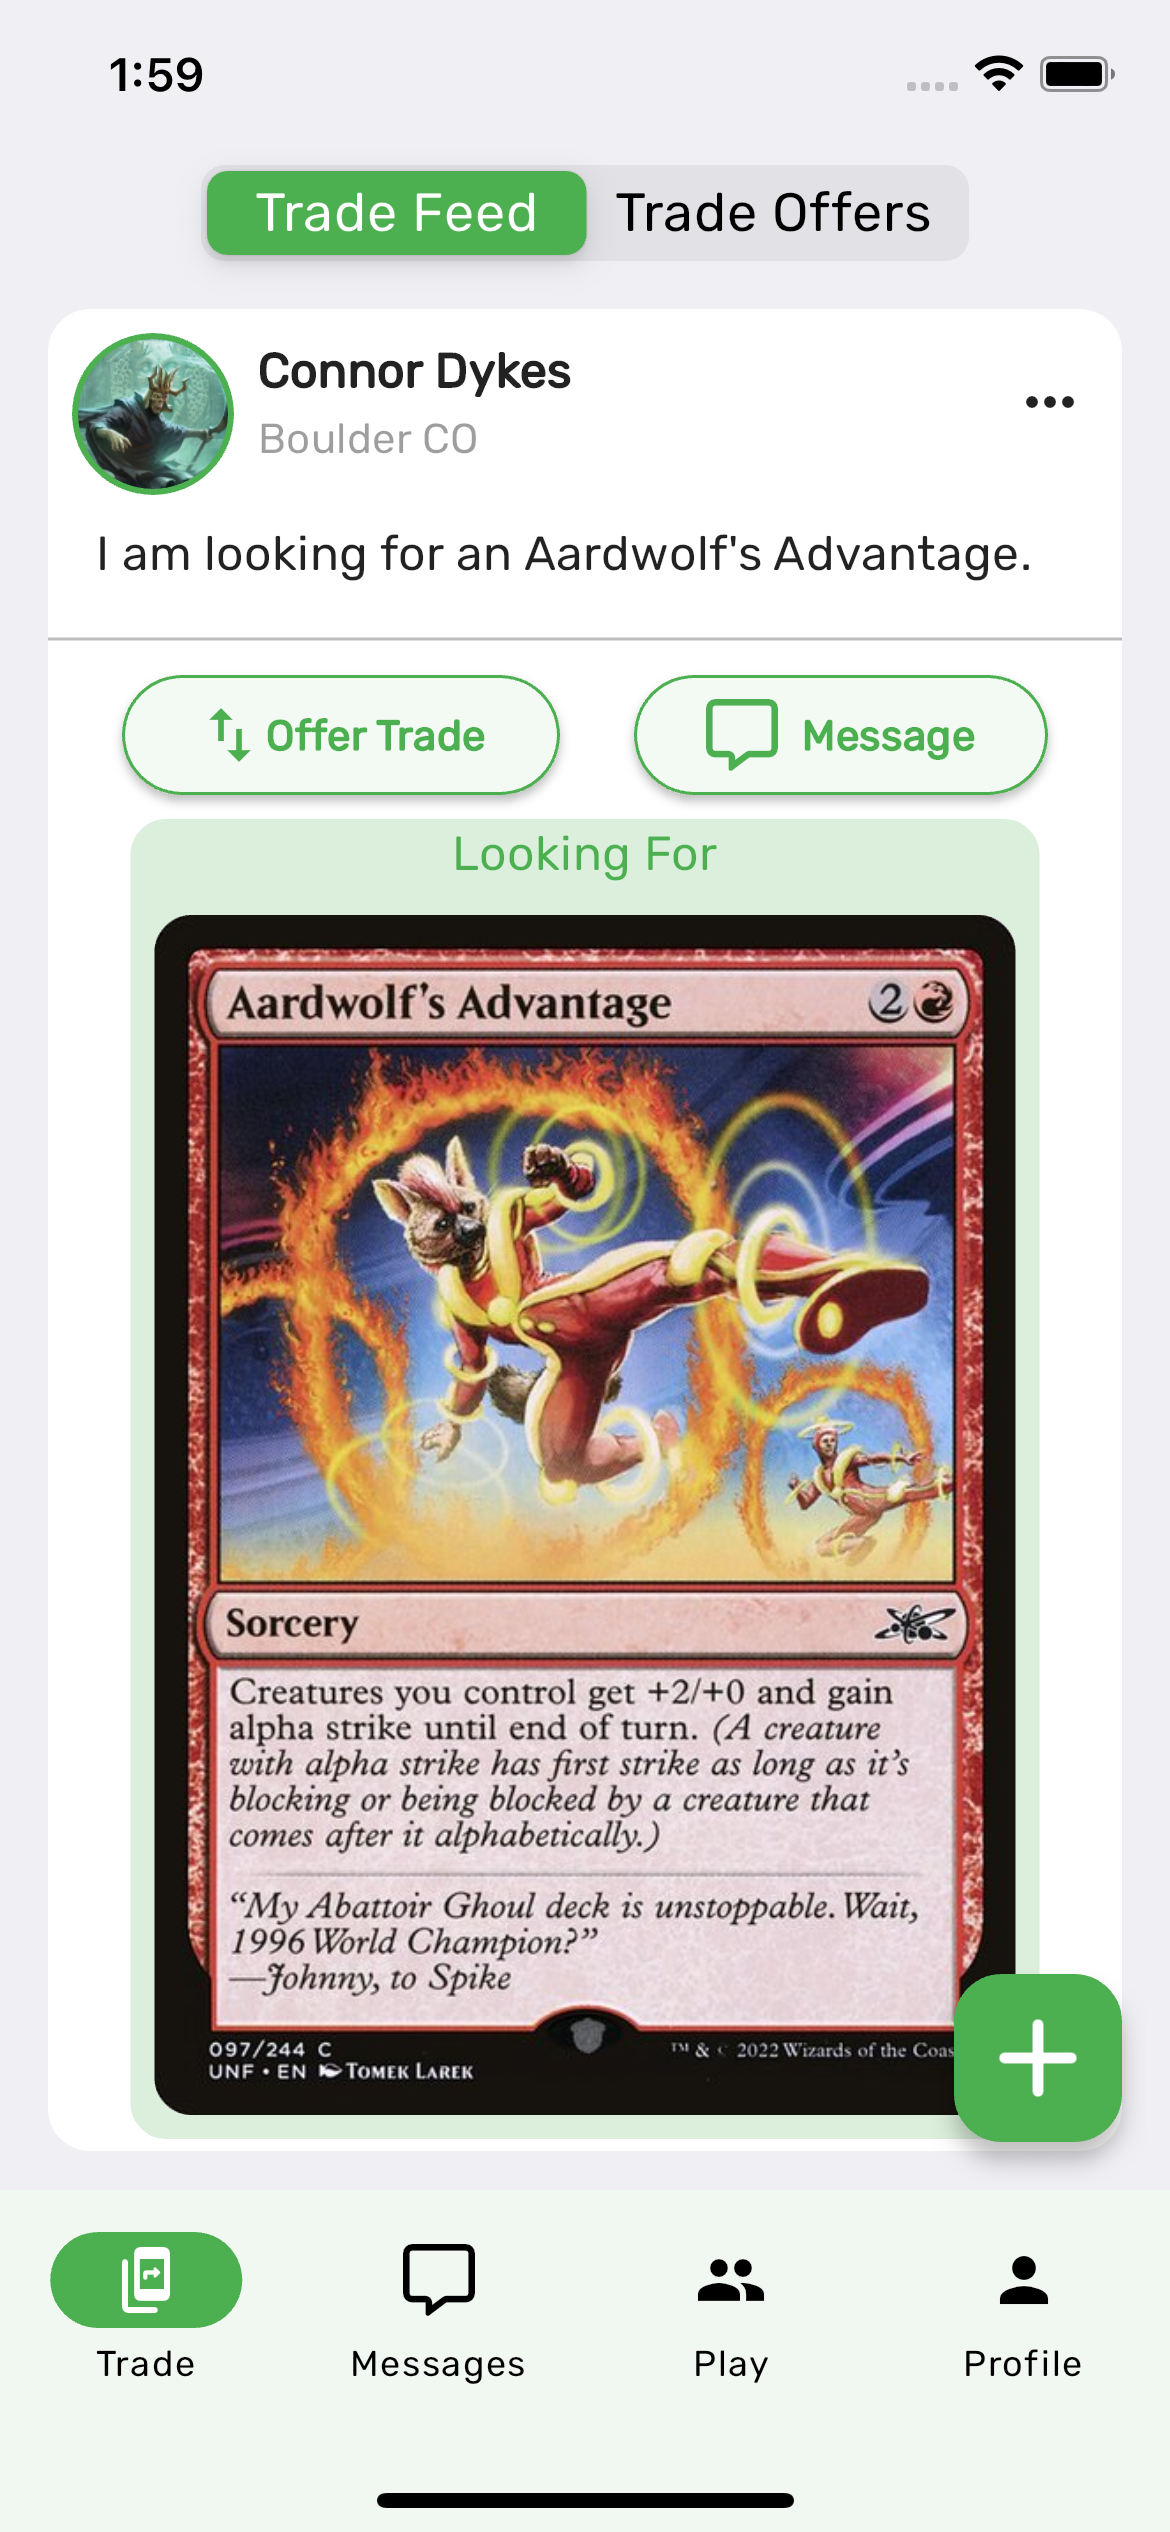 1:59
Trade Feed
Trade Offers
Connor Dykes
Boulder CO
I am looking for an Aardwolf's Advantage.
Offer Trade
Message
Looking For
Aardwolf's Advantage 2
Sorcery
Creatures you control get +2/+0 and gain
alpha strike until end of turn. (A creature
with alpha strike has first strike as long as it's
blocking or being blocked by a creature that
comes after it alphabetically.)
“My Abattoir Ghoul deck is unstoppable. Wait,
1996 World Champion?”
—Johnny, to Spike
097/244 C
UNF • EN TOMEK LAREK
™ & © 2022 Wizards of the Coas
Trade
Messages
Play
Profile